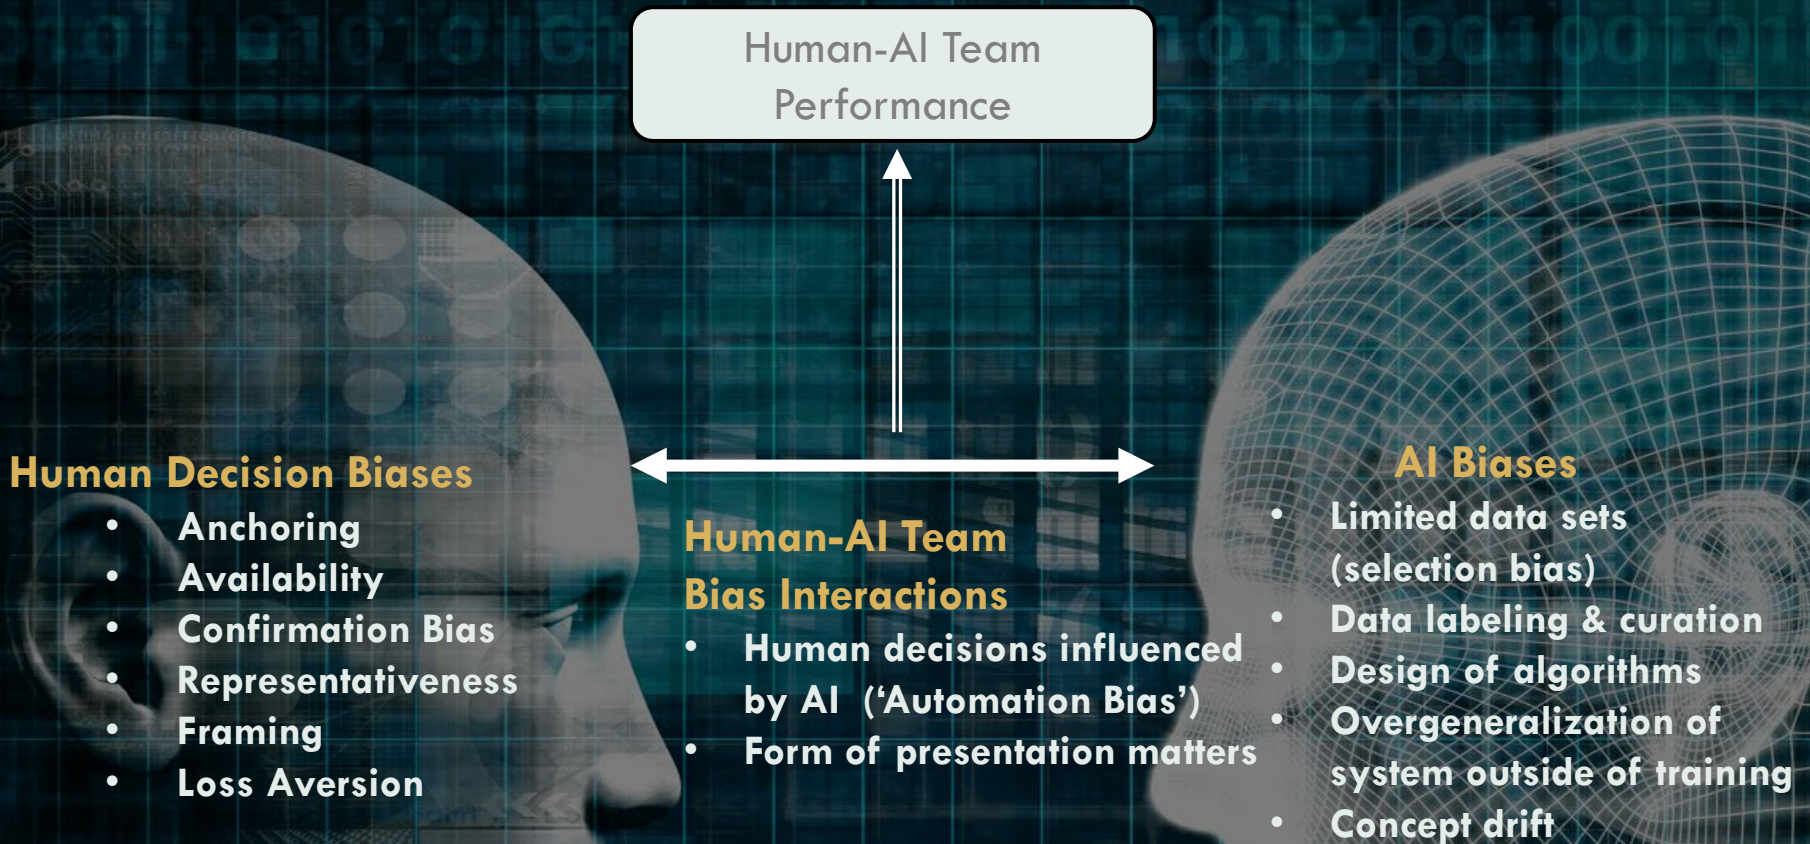 Human-AI Team
Performance
Human Decision Biases
• Anchoring
• Availability
• Confirmation Bias
• Representativeness
• Framing
• Loss Aversion
Human-AI Team
Bias Interactions
• Human decisions influenced
by AI (‘Automation Bias’)
• Form of presentation matters
AI Biases
• Limited data sets
(selection bias)
• Data labeling & curation
• Design of algorithms
• Overgeneralization of
system outside of training
• Concept drift